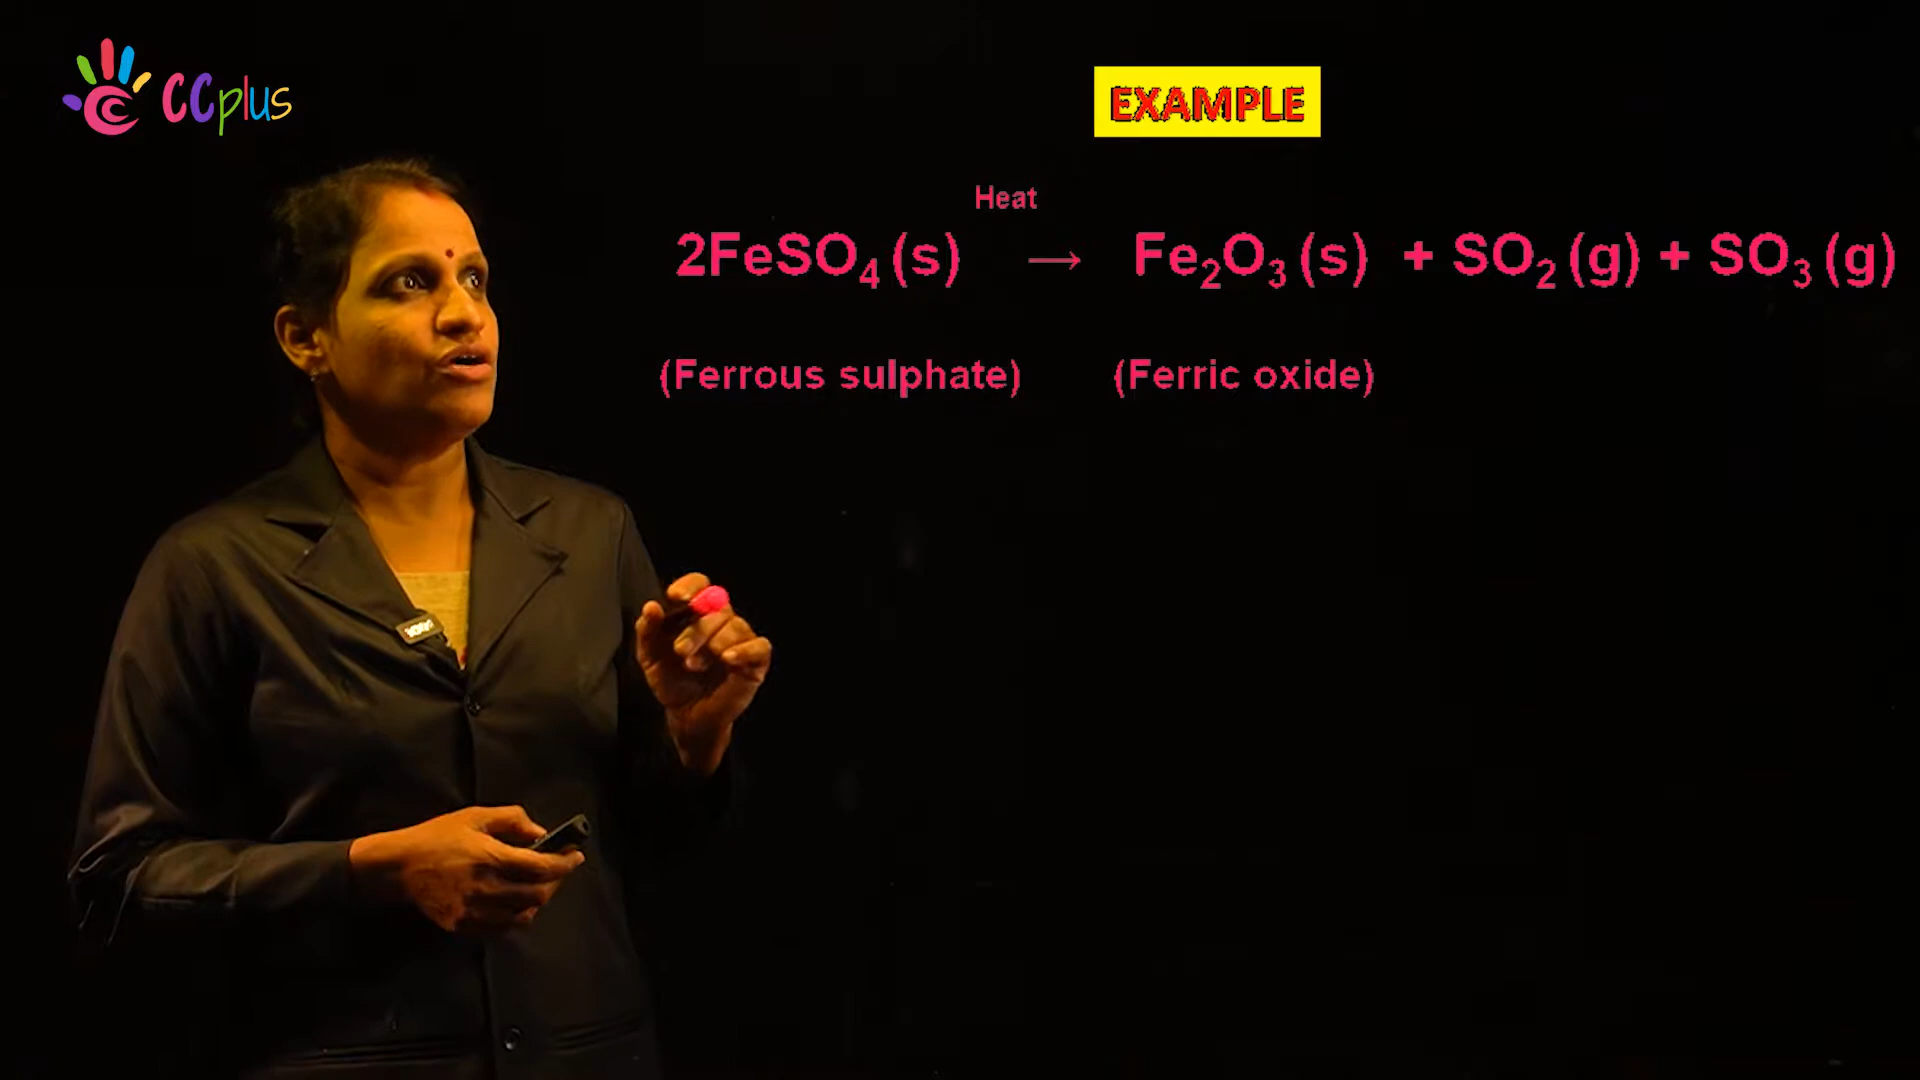 CCplus
EXAMPLE
Heat
2FeSO₄ (s) → Fe₂O₃ (s) + SO₂ (g) + SO₃ (g)
(Ferrous sulphate) (Ferric oxide)